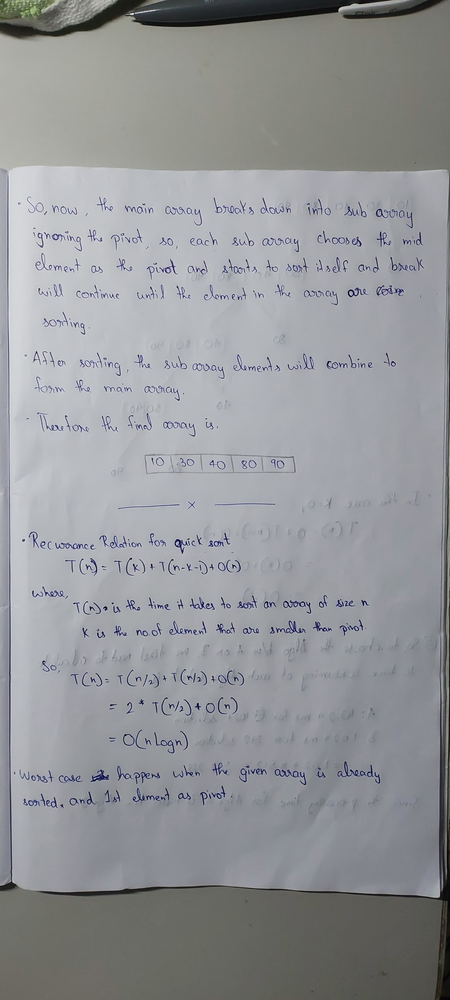 Flair
· So, now, the main array breaks down into sub array
ignoring the pivot, so, each sub array chooses the mid
element as the pivot and starts to sort itself and break
will continue until the element in the array are
sorting.
· After sorting, the sub array elements will combine to
form the main array.
- Therefore the final array is,
10 | 30 | 40 | 80 | 90
——— x ———
· Recurrance Relation for quick sort
T(n) = T(k) + T(n-k-1) + O(n)
where,
T(n) is the time it takes to sort an array of size n
K is the no. of element that are smaller than pivot.
So,
T(n) = T(n/2) + T(n/2) + O(n)
= 2 * T(n/2) + O(n)
= O(n Logn)
· Worst case happens when the given array is already
sorted, and 1st element as pivot.